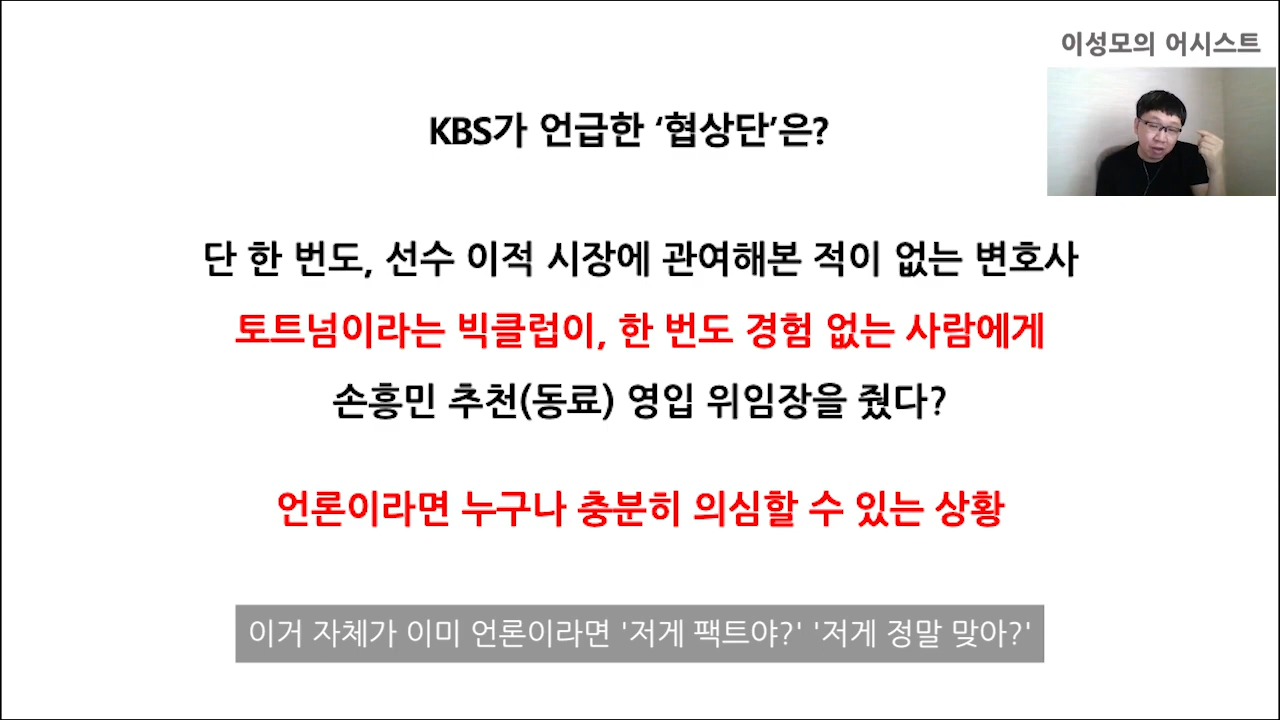 이성모의 어시스트
KBS가 언급한 ‘협상단’은?
단 한 번도, 선수 이적 시장에 관여해본 적이 없는 변호사
토트넘이라는 빅클럽이, 한 번도 경험 없는 사람에게
손흥민 추천(동료) 영입 위임장을 줬다?
언론이라면 누구나 충분히 의심할 수 있는 상황
이거 자체가 이미 언론이라면 '저게 팩트야?' '저게 정말 맞아?'